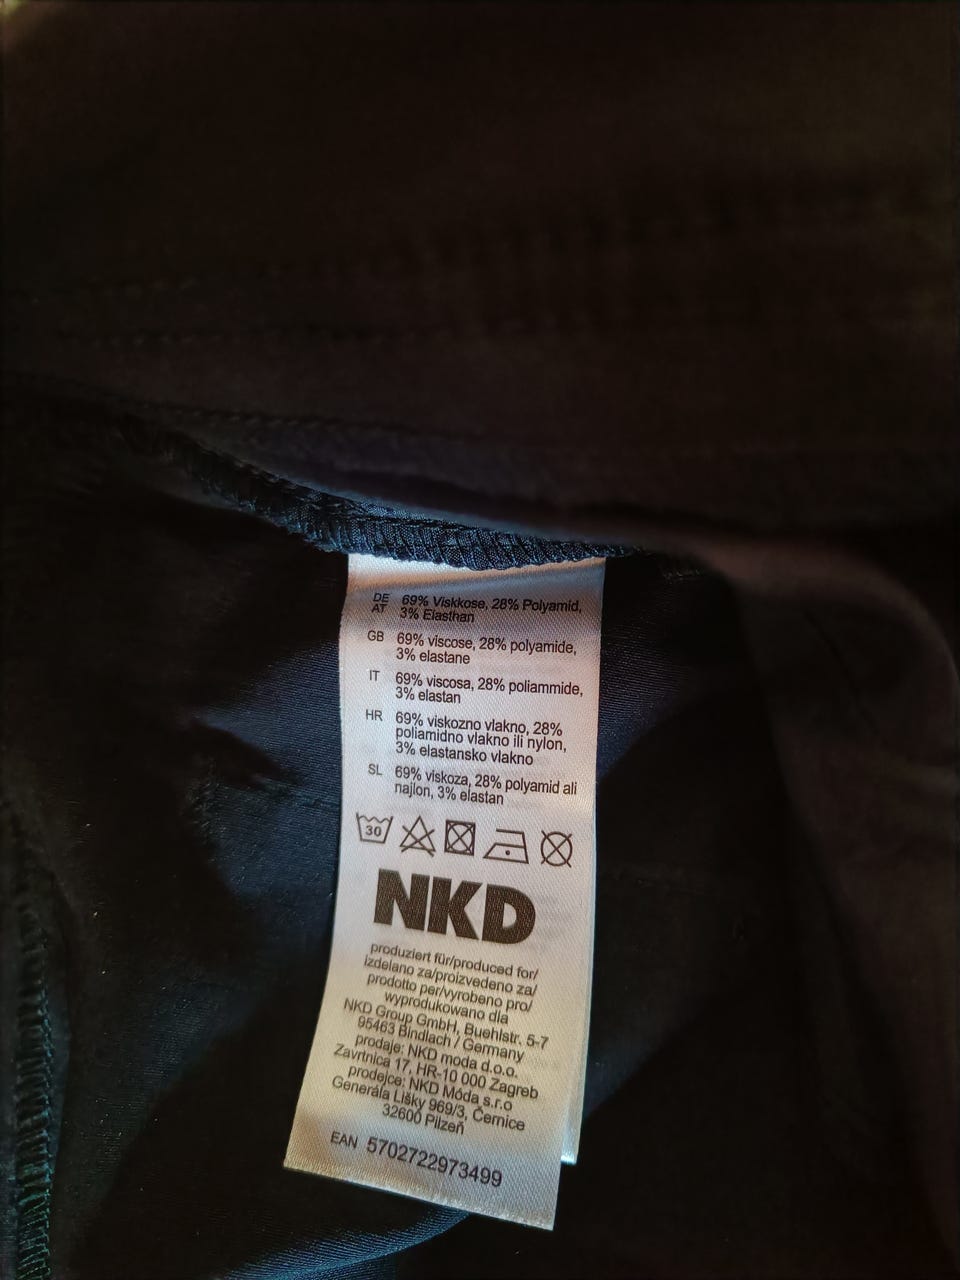 DE AT 69% Viskkose, 28% Polyamid,
3% Elasthan
GB 69% viscose, 28% polyamide,
3% elastane
IT 69% viscosa, 28% poliammide,
3% elastan
HR 69% viskozno vlakno, 28%
poliamidno vlakno ili nylon,
3% elastansko vlakno
SL 69% viskoza, 28% polyamid ali
najlon, 3% elastan
30
NKD
produziert für/produced for/
izdelano za/proizvedeno za/
prodotto per/vyrobeno pro/
wyprodukowano dla
NKD Group GmbH, Buehlstr. 5-7
95463 Bindlach / Germany
prodaje: NKD moda d.o.o.
Zavrtnica 17, HR-10 000 Zagreb
prodejce: NKD Móda s.r.o
Generála Lišky 969/3, Černice
32600 Pilzeň
EAN 5702722973499